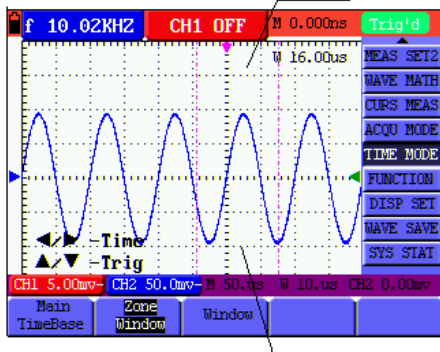 f 10.02KHZ CH1 OFF M 0.000ns Trig'd
W 16.00us
MEAS SET2
WAVE MATH
CURS MEAS
ACQU MODE
TIME MODE
FUNCTION
DISP SET
WAVE SAVE
SYS STAT
◀/▶ -Time
▲/▼ -Trig
CH1 5.00mv- CH2 50.0mv- M 50.us W 10.us CH2 0.00mv
Main TimeBase
Zone Window
Window